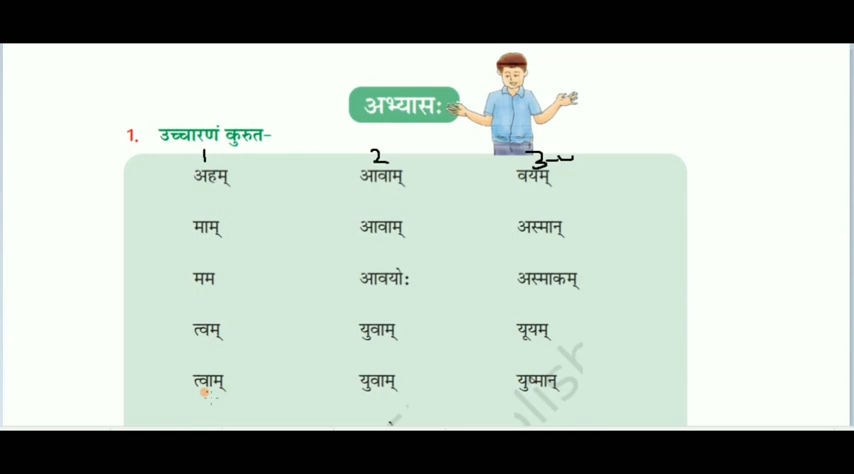 अभ्यासः
1. उच्चारणं कुरुत-
1 2 3
अहम् आवाम् वयम्
माम् आवाम् अस्मान्
मम आवयोः अस्माकम्
त्वम् युवाम् यूयम्
त्वाम् युवाम् युष्मान्